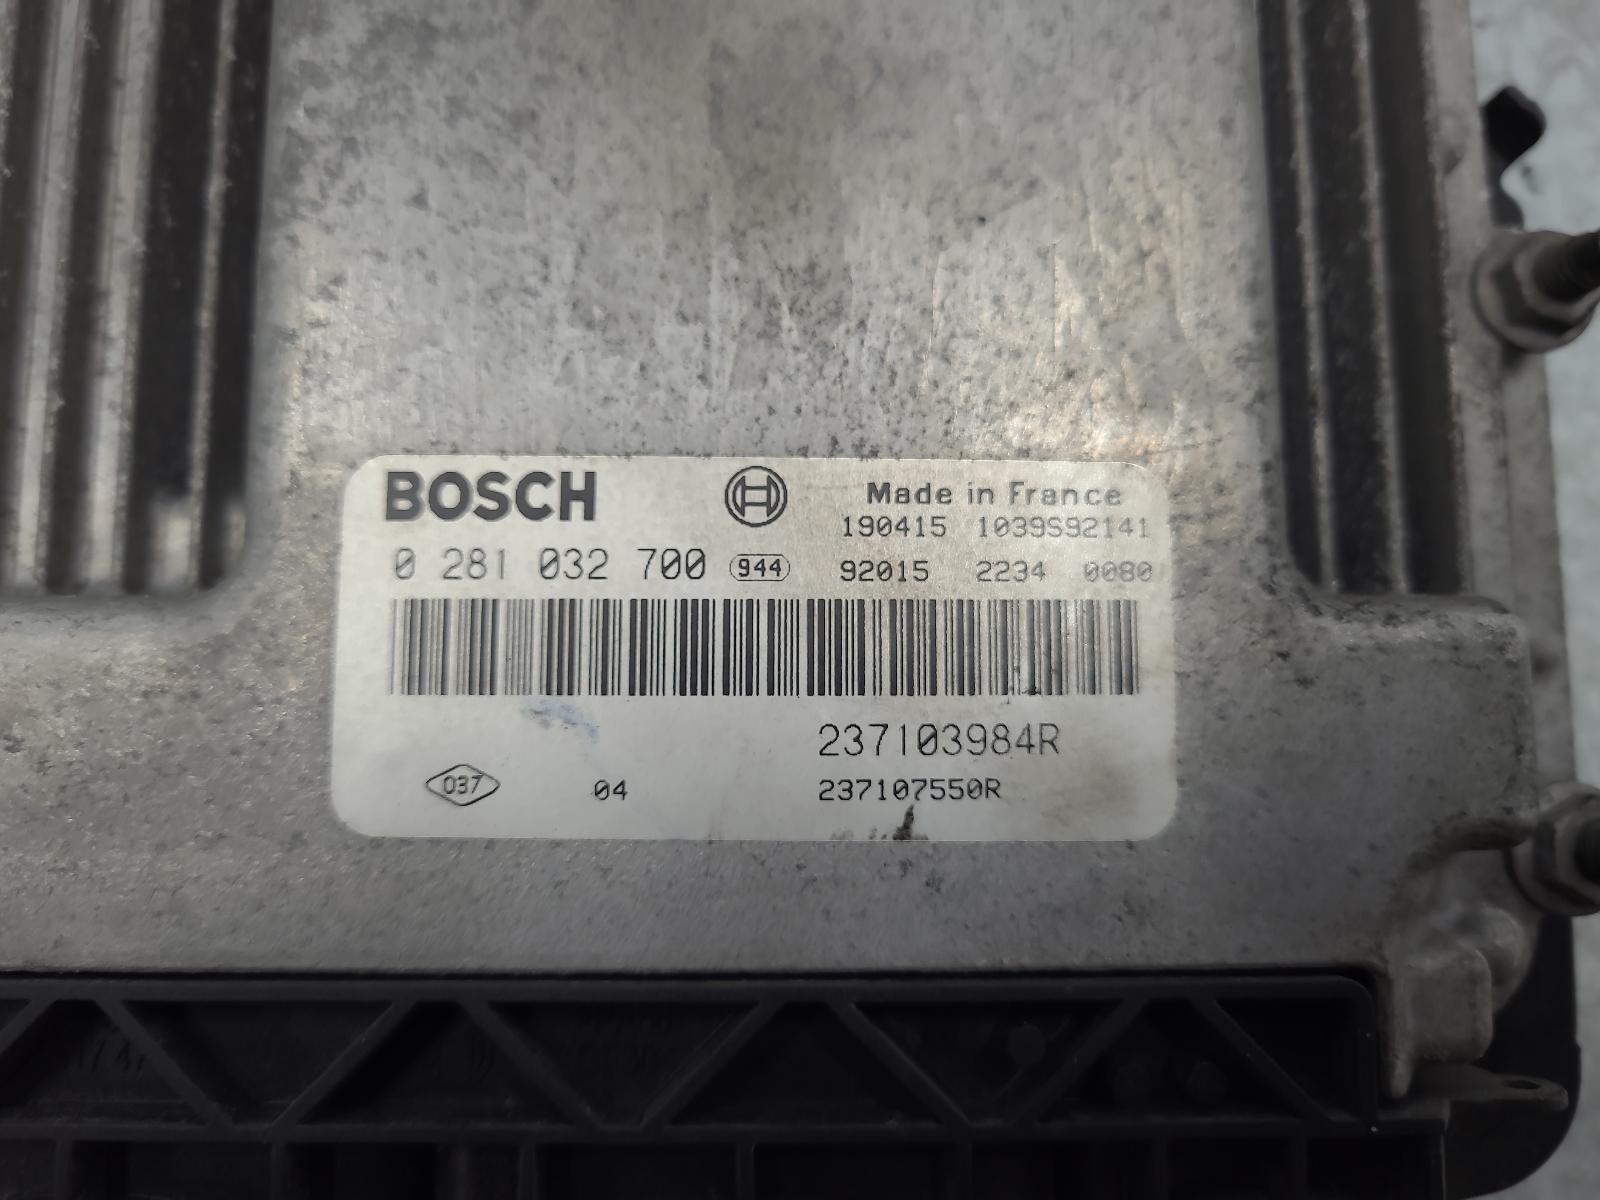 BOSCH
Made in France
190415 1039S92141
0 281 032 700 944 92015 2234 0080
237103984R
037 04 237107550R